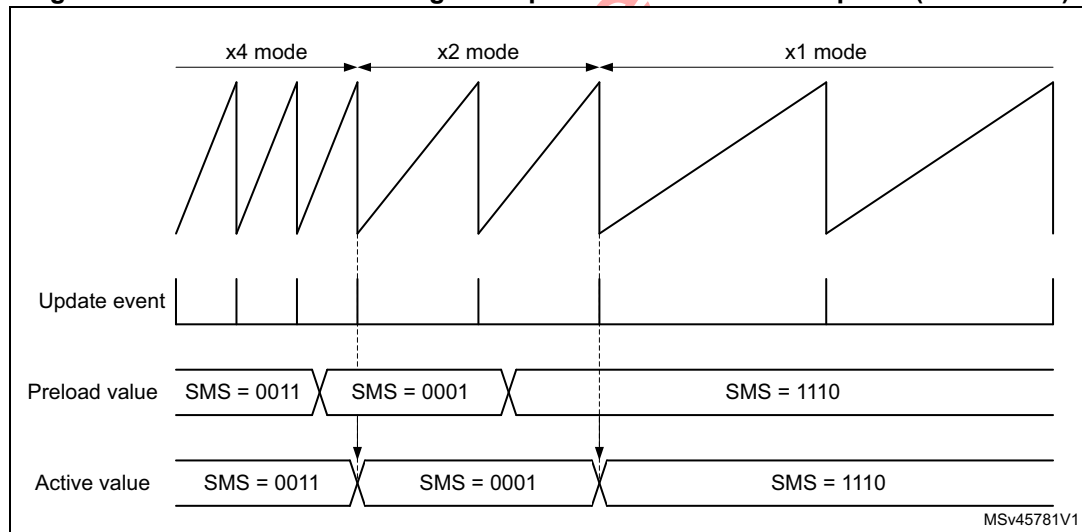 x4 mode x2 mode x1 mode
Update event
Preload value SMS = 0011 SMS = 0001 SMS = 1110
Active value SMS = 0011 SMS = 0001 SMS = 1110
MSv45781V1